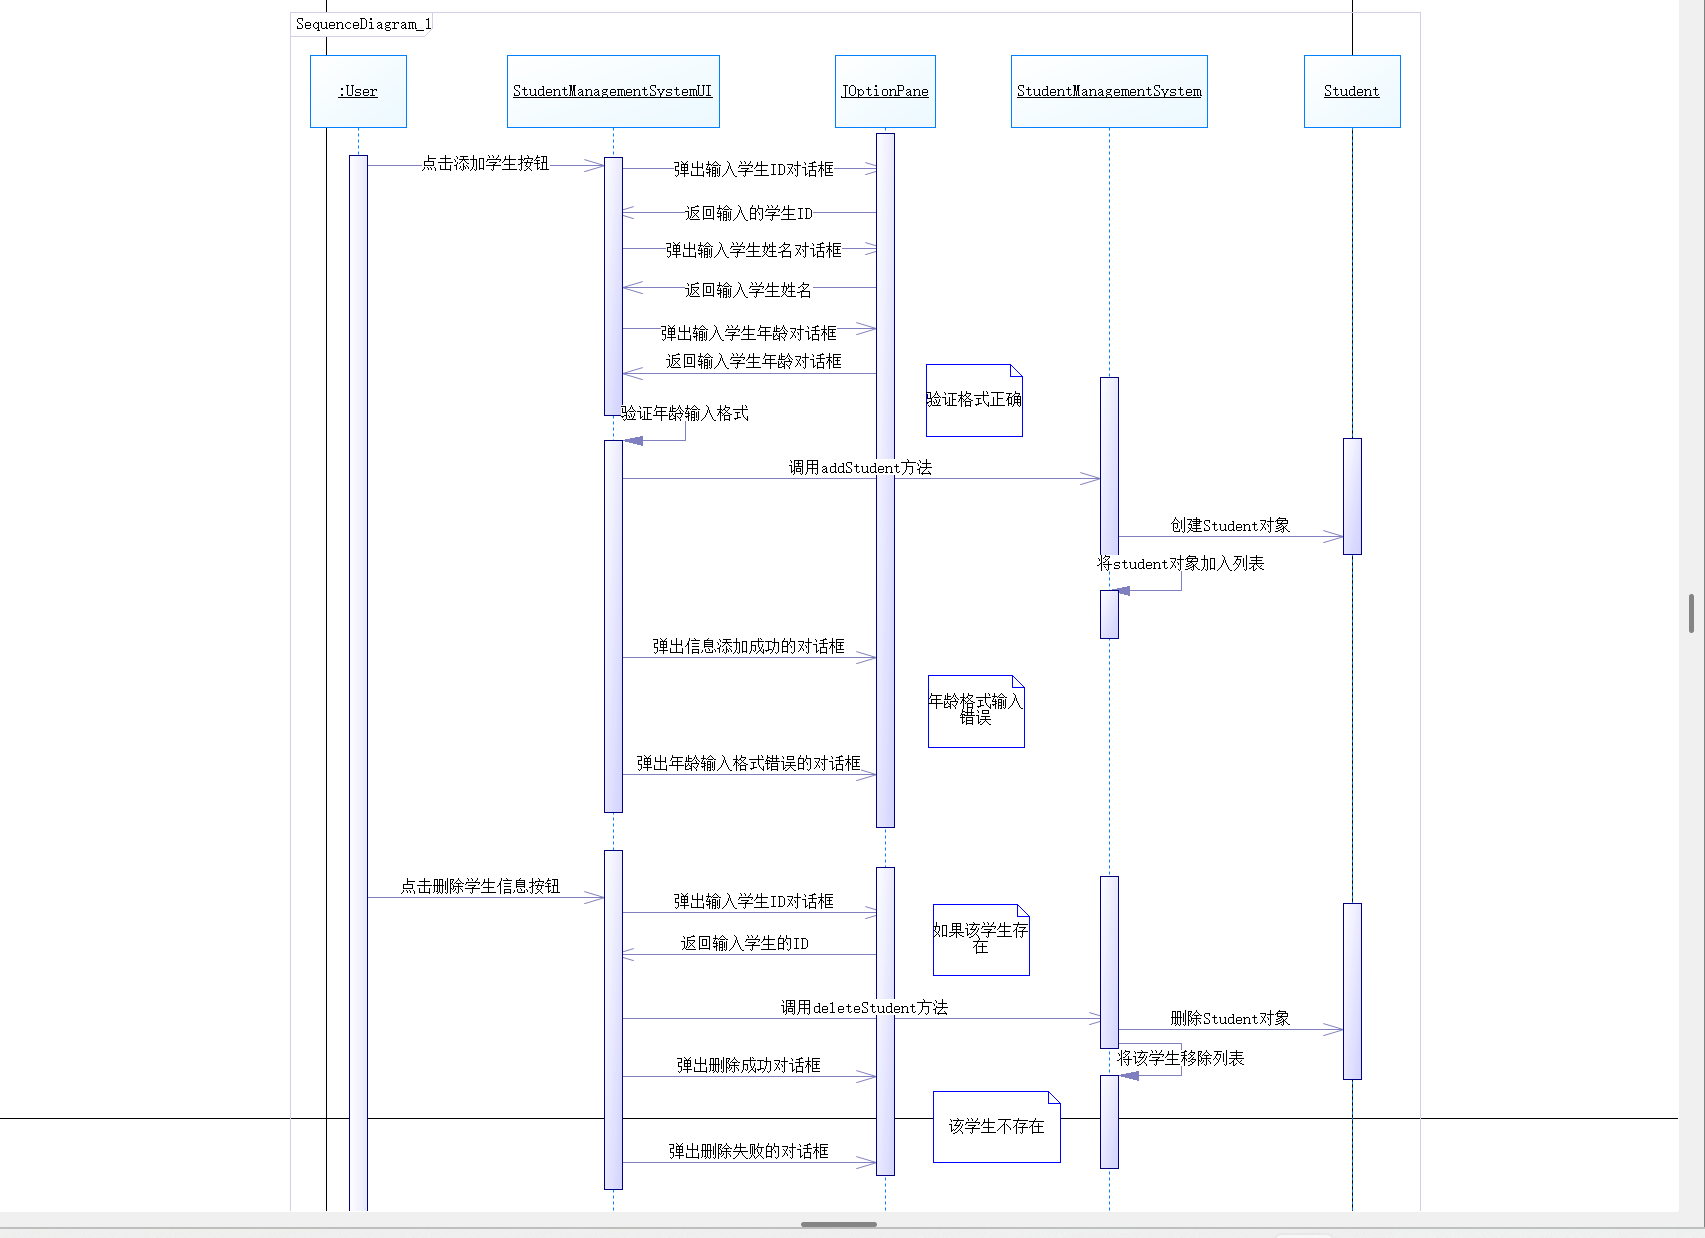 SequenceDiagram_1
:User
StudentManagementSystemUI
JOptionPane
StudentManagementSystem
Student
点击添加学生按钮
弹出输入学生ID对话框
返回输入的学生ID
弹出输入学生姓名对话框
返回输入学生姓名
弹出输入学生年龄对话框
返回输入学生年龄对话框
验证格式正确
验证年龄输入格式
调用addStudent方法
创建Student对象
将student对象加入列表
弹出信息添加成功的对话框
年龄格式输入
错误
弹出年龄输入格式错误的对话框
点击删除学生信息按钮
弹出输入学生ID对话框
如果该学生存
在
返回输入学生的ID
调用deleteStudent方法
删除Student对象
将该学生移除列表
弹出删除成功对话框
该学生不存在
弹出删除失败的对话框